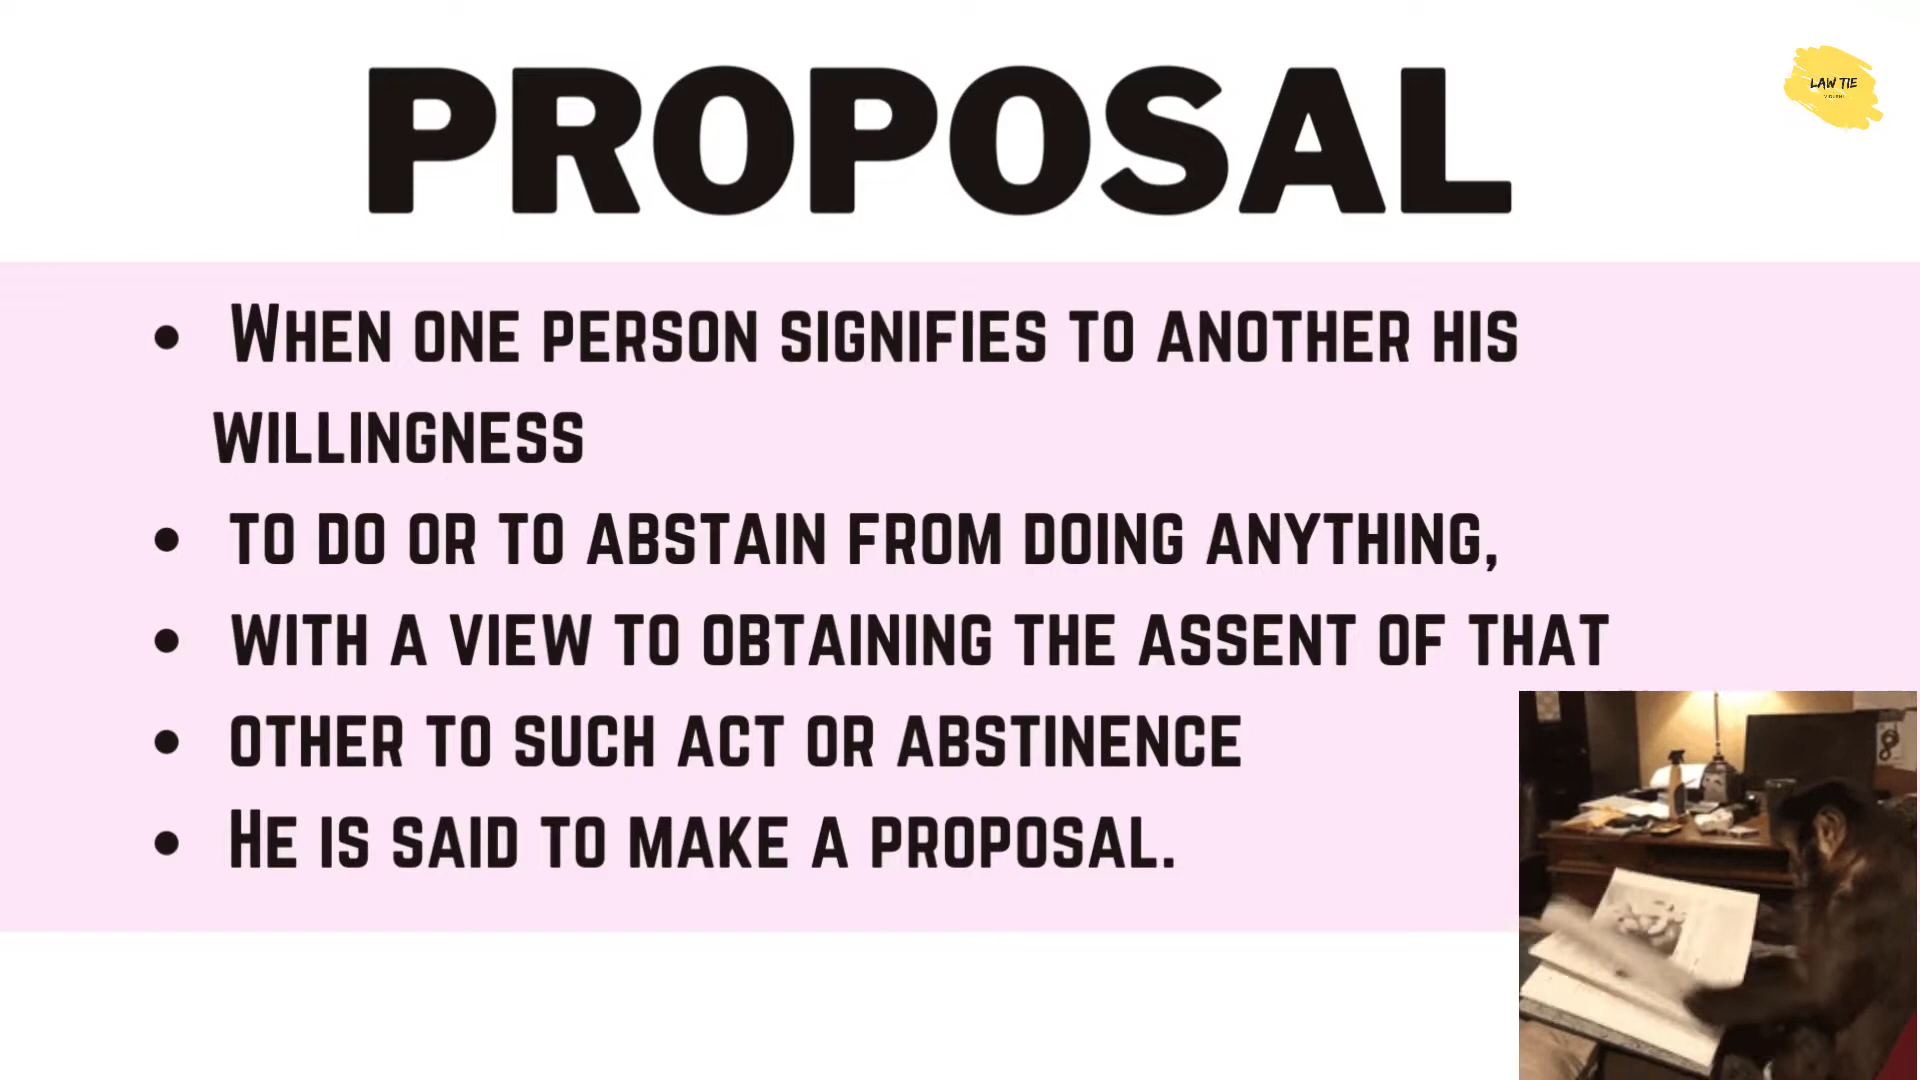 PROPOSAL
LAW TIE
• When one person signifies to another his
willingness
• to do or to abstain from doing anything,
• with a view to obtaining the assent of that
• other to such act or abstinence
• He is said to make a proposal.